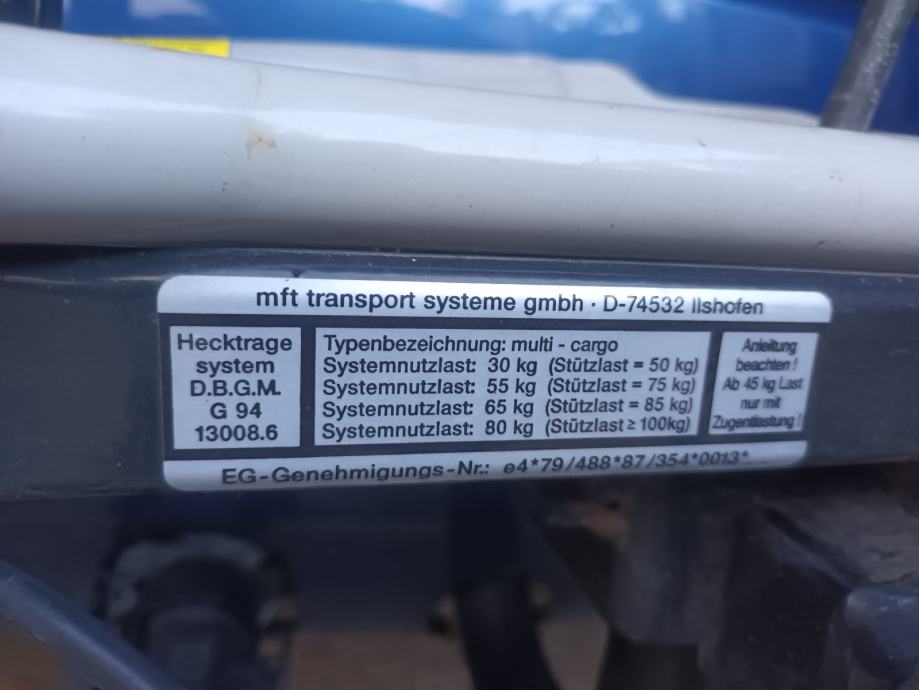 mft transport systeme gmbh · D-74532 Ilshofen
Hecktrage
system
D.B.G.M.
G 94
13008.6
Typenbezeichnung: multi - cargo
Systemnutzlast: 30 kg (Stützlast = 50 kg)
Systemnutzlast: 55 kg (Stützlast = 75 kg)
Systemnutzlast: 65 kg (Stützlast = 85 kg)
Systemnutzlast: 80 kg (Stützlast ≥ 100kg)
Anleitung
beachten !
Ab 45 kg Last
nur mit
Zugentlastung !
EG-Genehmigungs-Nr.: e4*79/488*87/354*0013*